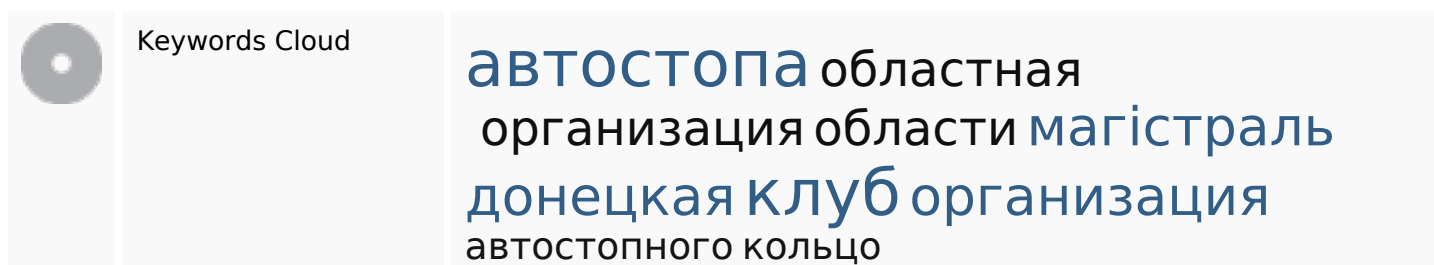 Keywords Cloud
автостопа областная
организация области магістраль
донецкая клуб организация
автостопного кольцо